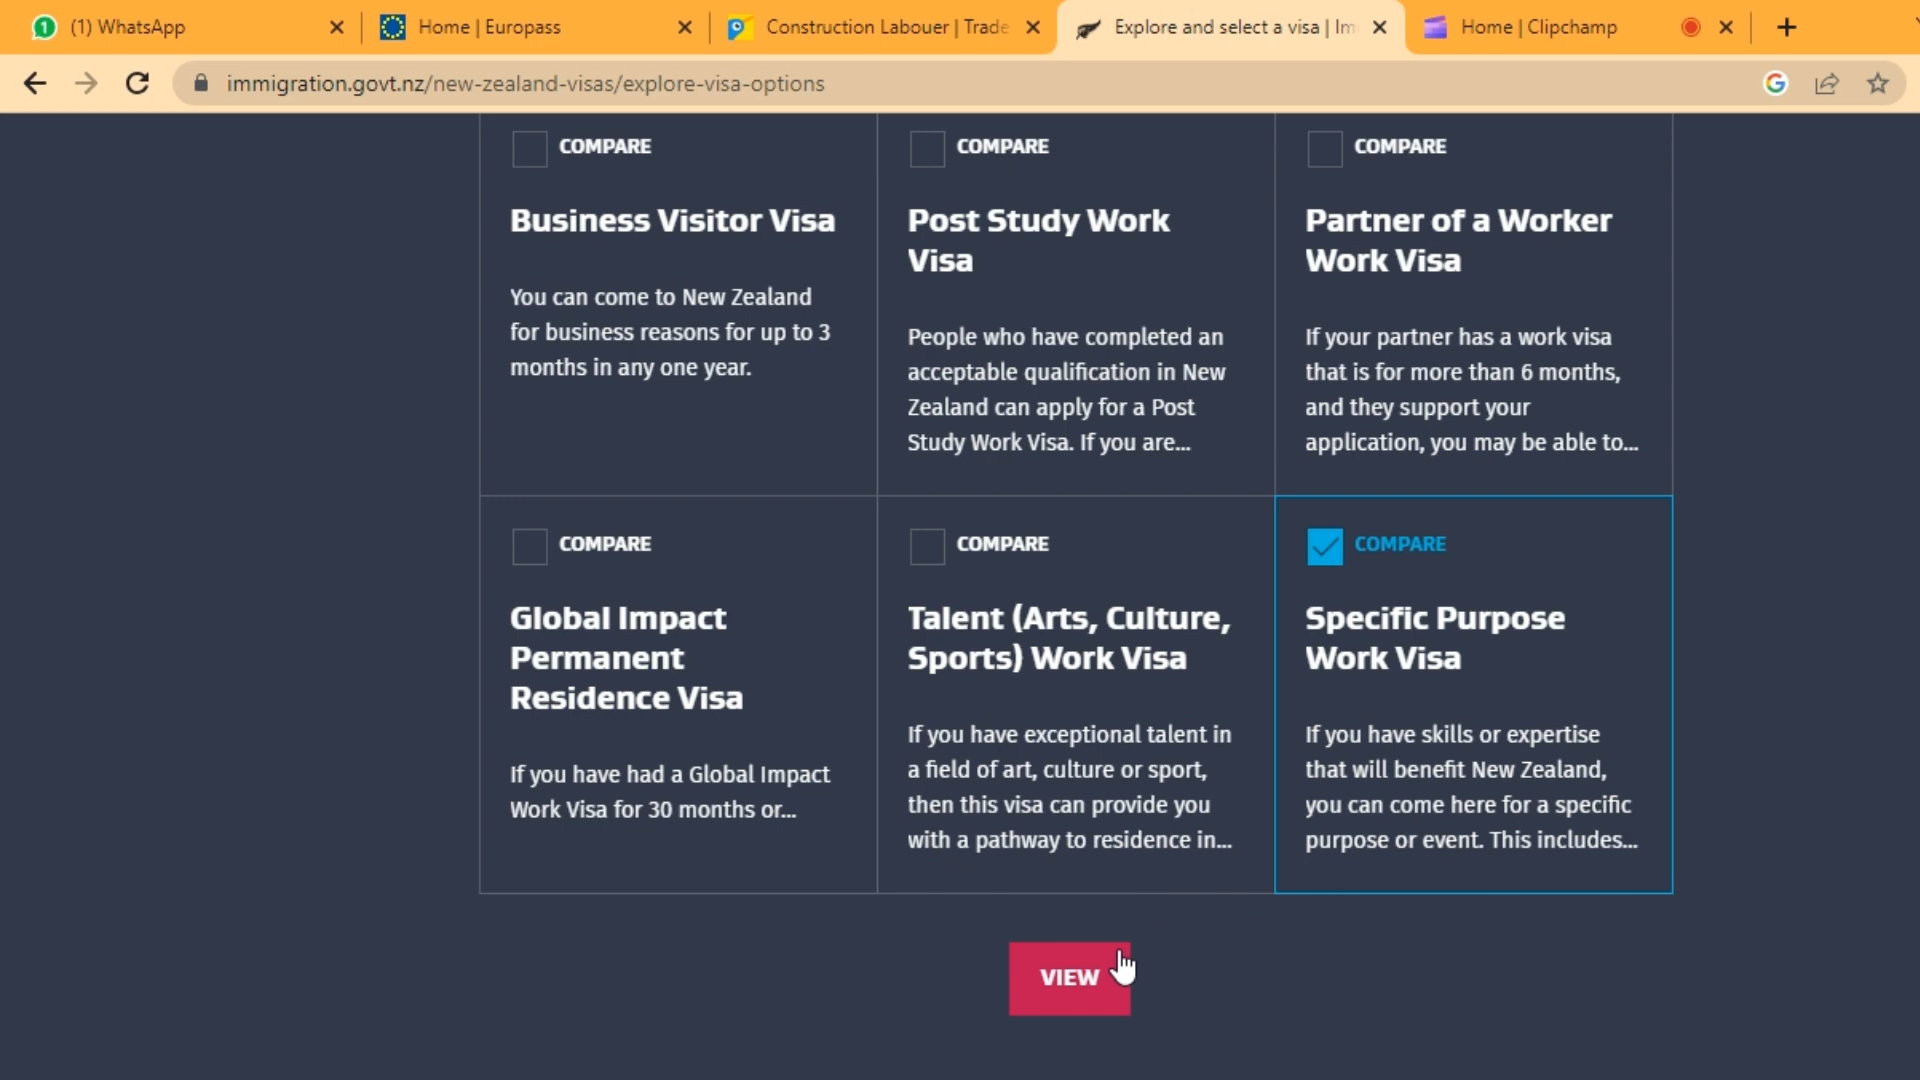 (1) WhatsApp
Home | Europass
Construction Labouer | Trade
Explore and select a visa | Im
Home | Clipchamp
immigration.govt.nz/new-zealand-visas/explore-visa-options
COMPARE
Business Visitor Visa
You can come to New Zealand
for business reasons for up to 3
months in any one year.
COMPARE
Post Study Work
Visa
People who have completed an
acceptable qualification in New
Zealand can apply for a Post
Study Work Visa. If you are...
COMPARE
Partner of a Worker
Work Visa
If your partner has a work visa
that is for more than 6 months,
and they support your
application, you may be able to...
COMPARE
Global Impact
Permanent
Residence Visa
If you have had a Global Impact
Work Visa for 30 months or...
COMPARE
Talent (Arts, Culture,
Sports) Work Visa
If you have exceptional talent in
a field of art, culture or sport,
then this visa can provide you
with a pathway to residence in...
COMPARE
Specific Purpose
Work Visa
If you have skills or expertise
that will benefit New Zealand,
you can come here for a specific
purpose or event. This includes...
VIEW